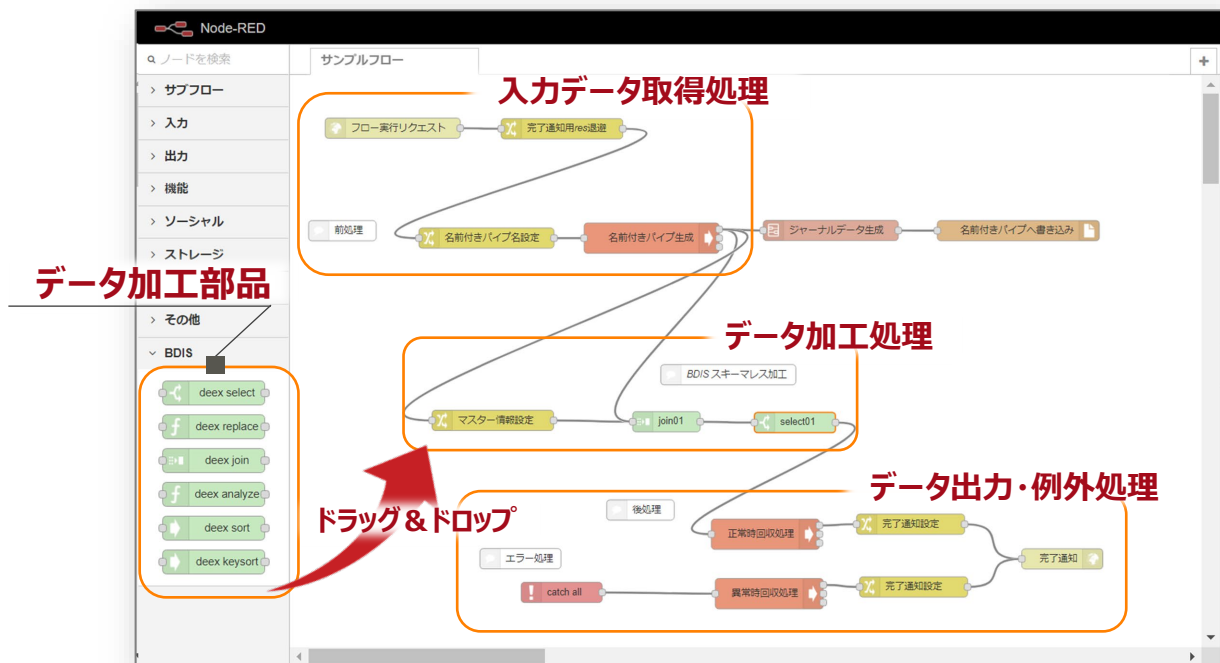 Node-RED
ノードを検索
サンプルフロー
+
サブフロー
入力
出力
機能
ソーシャル
ストレージ
その他
BDIS
deex select
deex replace
deex join
deex analyze
deex sort
deex keysort
データ加工部品
ドラッグ&ドロップ
入力データ取得処理
フロー実行リクエスト
完了通知用res退避
前処理
名前付きパイプ名設定
名前付きパイプ生成
ジャーナルデータ生成
名前付きパイプへ書き込み
データ加工処理
BDIS スキーマレス加工
マスター情報設定
join01
select01
データ出力・例外処理
後処理
正常時回収処理
完了通知設定
エラー処理
完了通知
catch all
異常時回収処理
完了通知設定